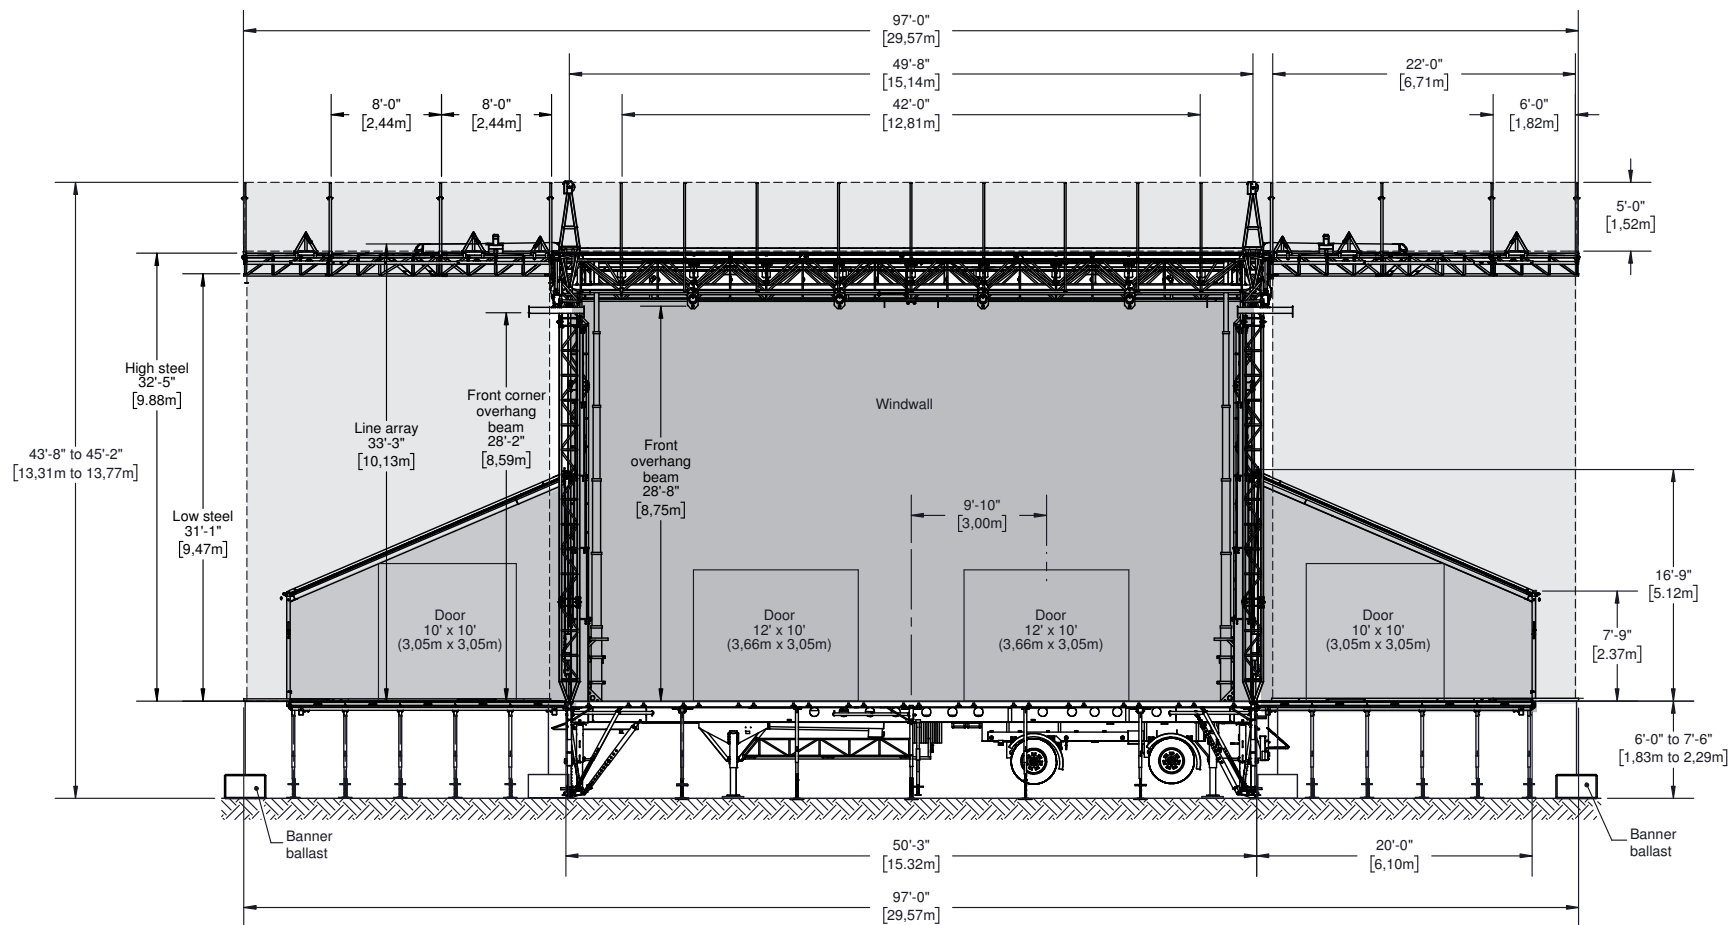 97'-0"
[29,57m]
49'-8"
[15,14m]
22'-0"
[6,71m]
8'-0"
[2,44m]
8'-0"
[2,44m]
42'-0"
[12,81m]
6'-0"
[1,82m]
5'-0"
[1,52m]
High steel
32'-5"
[9.88m]
Front corner
overhang
beam
28'-2"
[8,59m]
Windwall
Line array
33'-3"
[10,13m]
Front
overhang
beam
28'-8"
[8,75m]
43'-8" to 45'-2"
[13,31m to 13,77m]
Low steel
31'-1"
[9,47m]
9'-10"
[3,00m]
16'-9"
[5.12m]
7'-9"
[2.37m]
Door
10' x 10'
(3,05m x 3,05m)
Door
12' x 10'
(3,66m x 3,05m)
Door
12' x 10'
(3,66m x 3,05m)
Door
10' x 10'
(3,05m x 3,05m)
6'-0" to 7'-6"
[1,83m to 2,29m]
Banner
ballast
Banner
ballast
50'-3"
[15.32m]
20'-0"
[6,10m]
97'-0"
[29,57m]